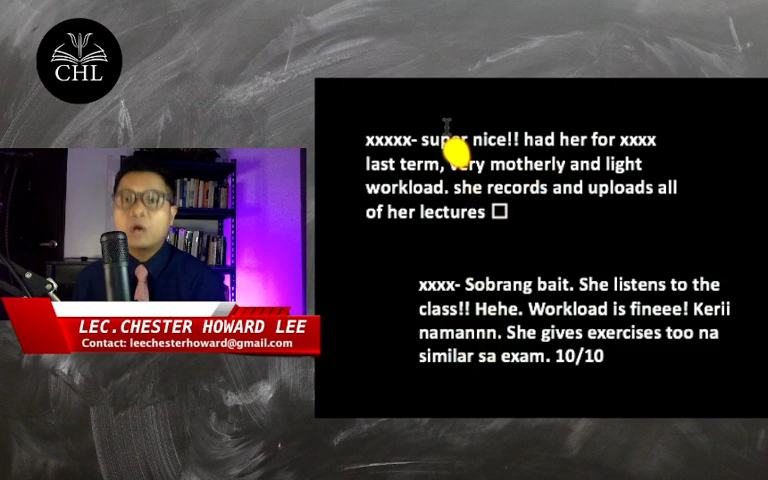 CHL
xxxxx- super nice!! had her for xxxx
last term, very motherly and light
workload. she records and uploads all
of her lectures □
xxxx- Sobrang bait. She listens to the
class!! Hehe. Workload is fineee! Kerii
namannn. She gives exercises too na
similar sa exam. 10/10
LEC.CHESTER HOWARD LEE
Contact: leechesterhoward@gmail.com